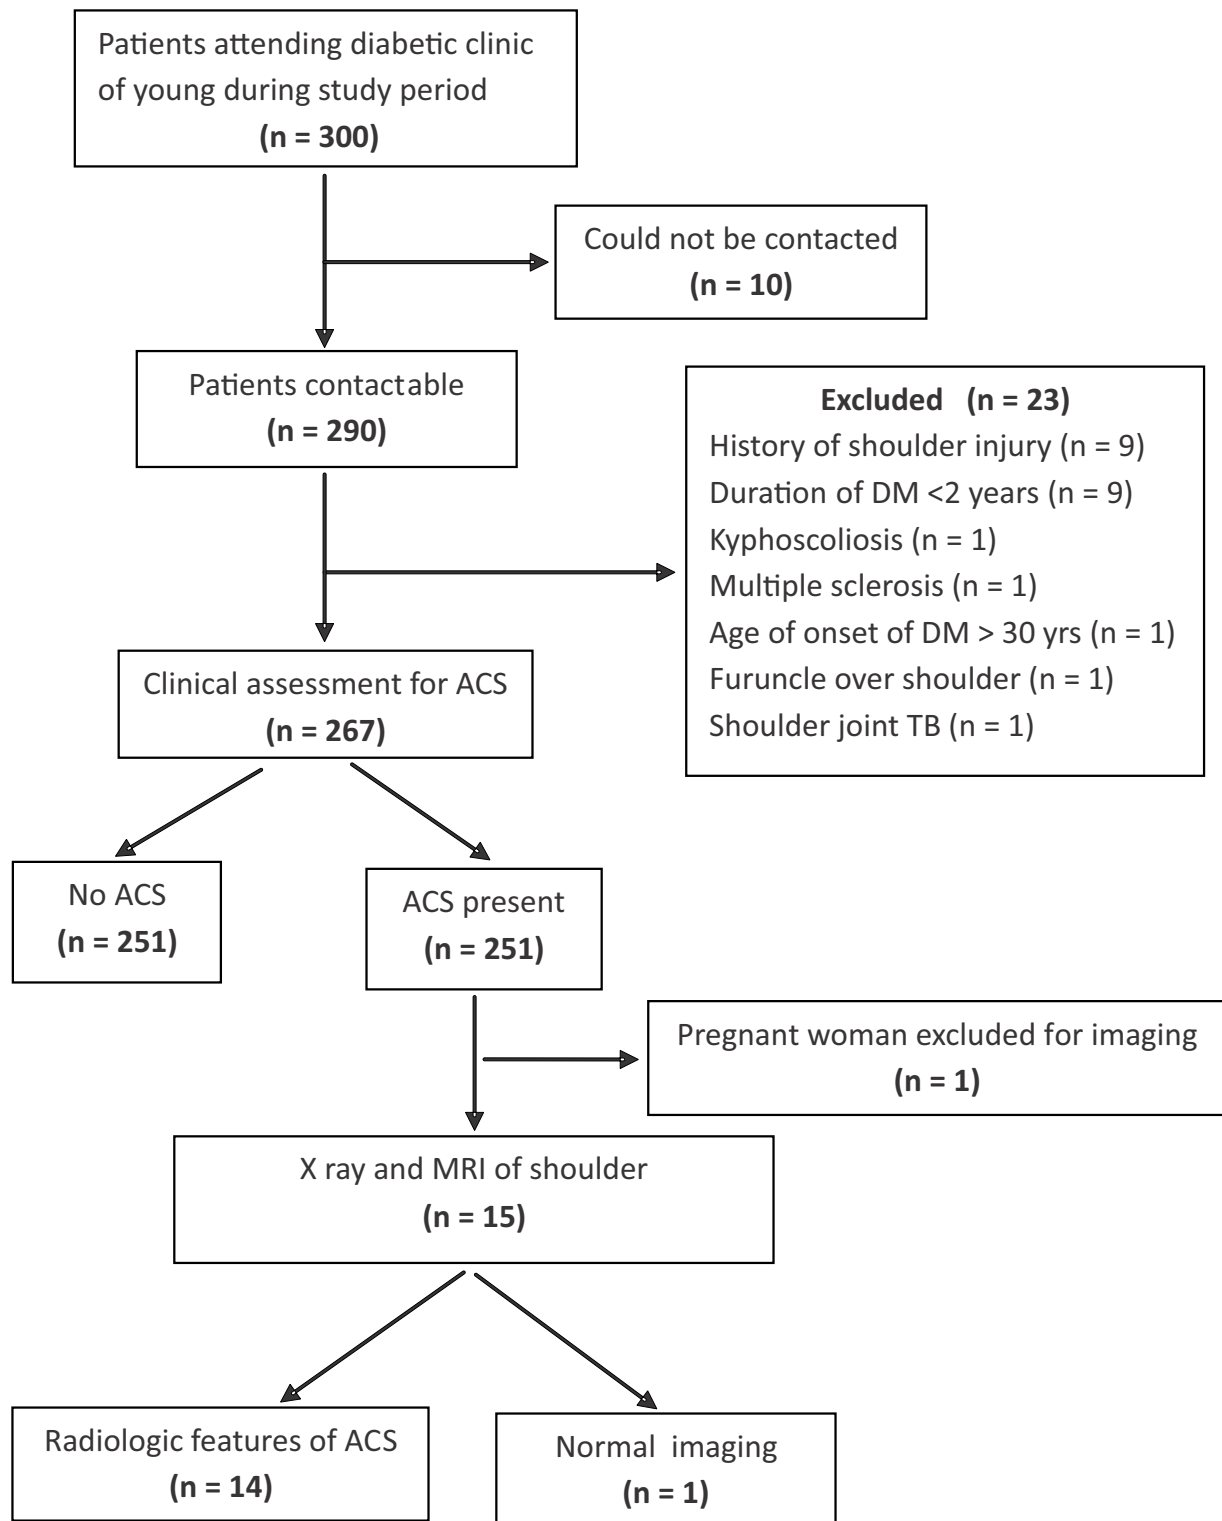 Patients attending diabetic clinic
of young during study period
(n = 300)
Could not be contacted
(n = 10)
Patients contactable
(n = 290)
Excluded (n = 23)
History of shoulder injury (n = 9)
Duration of DM <2 years (n = 9)
Kyphoscoliosis (n = 1)
Multiple sclerosis (n = 1)
Age of onset of DM > 30 yrs (n = 1)
Furuncle over shoulder (n = 1)
Shoulder joint TB (n = 1)
Clinical assessment for ACS
(n = 267)
No ACS
(n = 251)
ACS present
(n = 251)
Pregnant woman excluded for imaging
(n = 1)
X ray and MRI of shoulder
(n = 15)
Radiologic features of ACS
(n = 14)
Normal imaging
(n = 1)